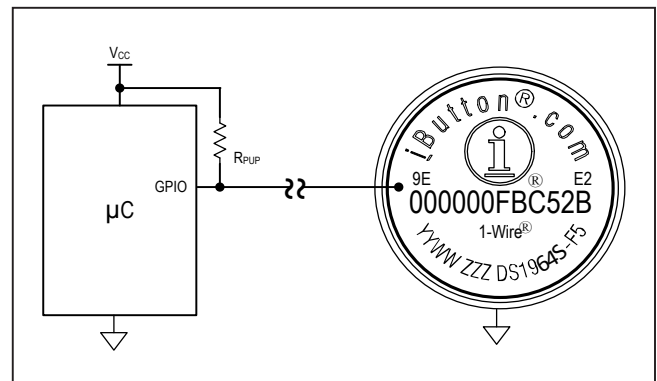 VCC
RPUP
GPIO
µC
iButton®.com
i
9E
E2
®
000000FBC52B
1-Wire®
YYWW ZZZ DS1964S-F5